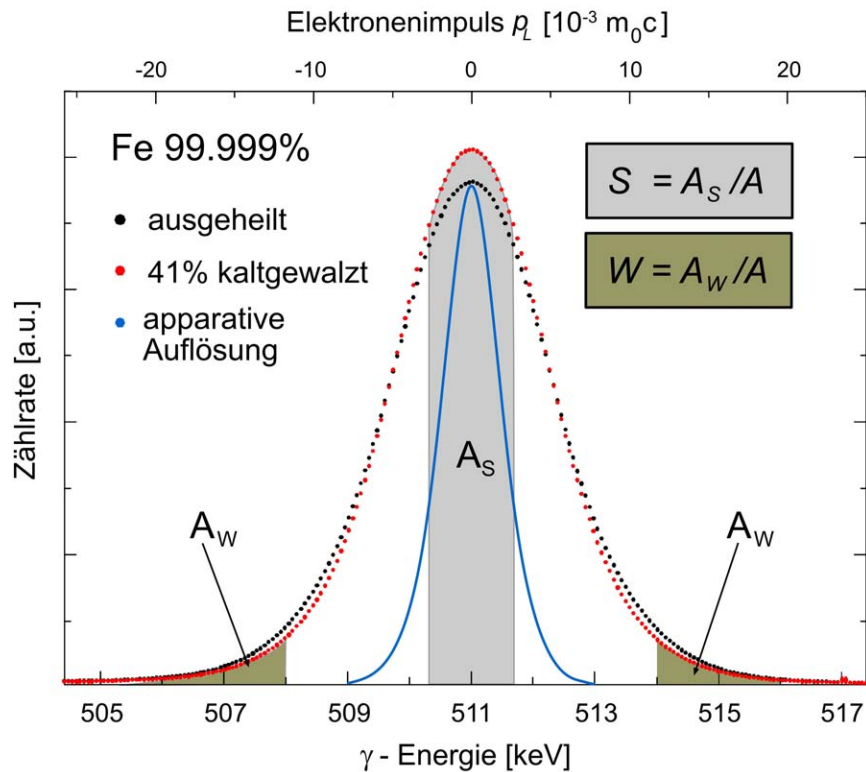 Elektronenimpuls p_L [10⁻³ m₀c]
-20 -10 0 10 20
Fe 99.999%
ausgeheilt
41% kaltgewalzt
apparative
Auflösung
S = A_S /A
W = A_W /A
Zählrate [a.u.]
A_S
A_W
A_W
505 507 509 511 513 515 517
γ - Energie [keV]